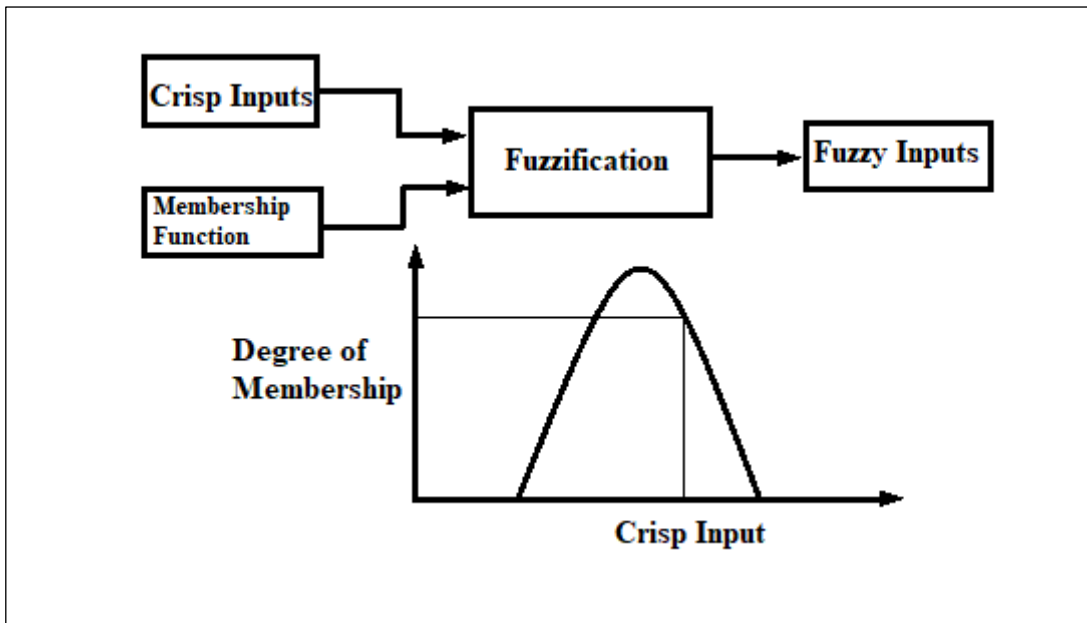 Crisp Inputs
Fuzzification
Fuzzy Inputs
Membership
Function
Degree of
Membership
Crisp Input